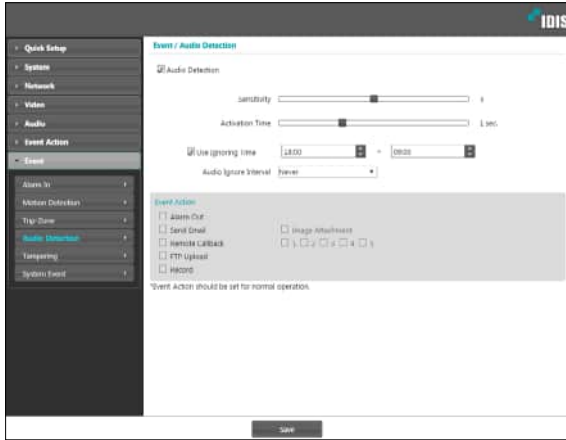 IDIS
Quick Setup
System
Network
Video
Audio
Event Action
Event
Alarm In
Motion Detection
Trip-Zone
Audio Detection
Tampering
System Event
Event / Audio Detection
Audio Detection
Sensitivity
Activation Time 1 sec.
Use Ignoring Time 18:00 ~ 09:00
Audio Ignore Interval Never
Event Action
Alarm Out
Send Email Image Attachment
Remote Callback 1 2 3 4 5
FTP Upload
Record
*Event Action should be set for normal operation.
Save